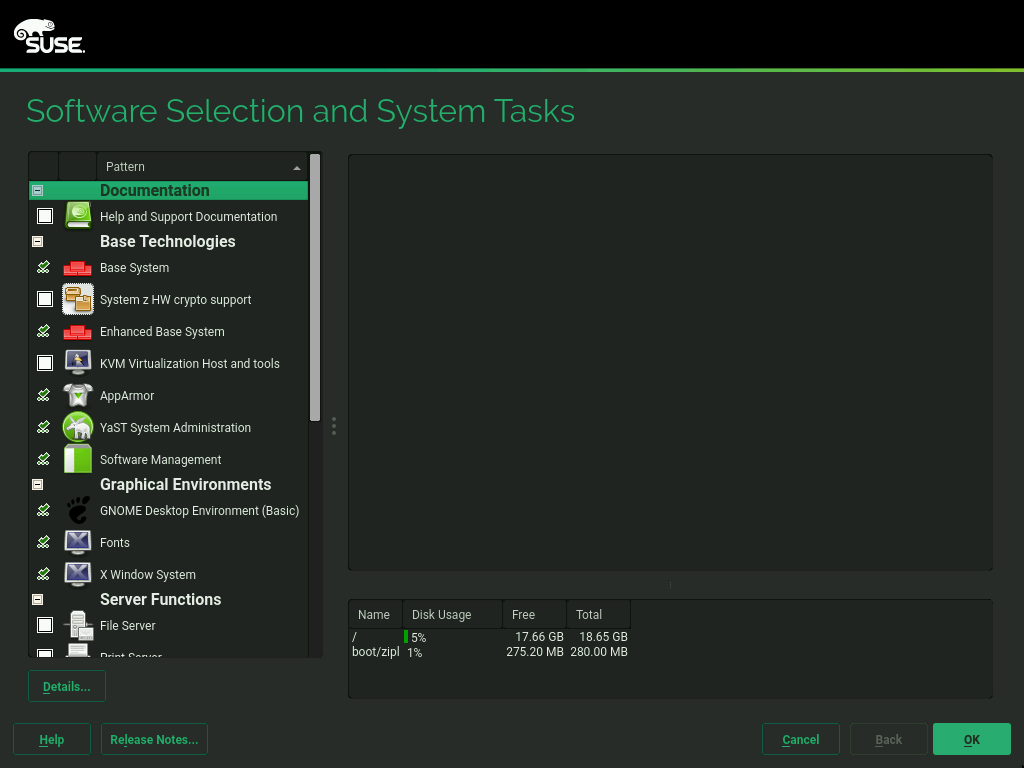 SUSE
Software Selection and System Tasks
Pattern
Documentation
Help and Support Documentation
Base Technologies
Base System
System z HW crypto support
Enhanced Base System
KVM Virtualization Host and tools
AppArmor
YaST System Administration
Software Management
Graphical Environments
GNOME Desktop Environment (Basic)
Fonts
X Window System
Server Functions
File Server
Print Server
Name Disk Usage Free Total
/ 5% 17.66 GB 18.65 GB
boot/zipl 1% 275.20 MB 280.00 MB
Details...
Help Release Notes... Cancel Back OK